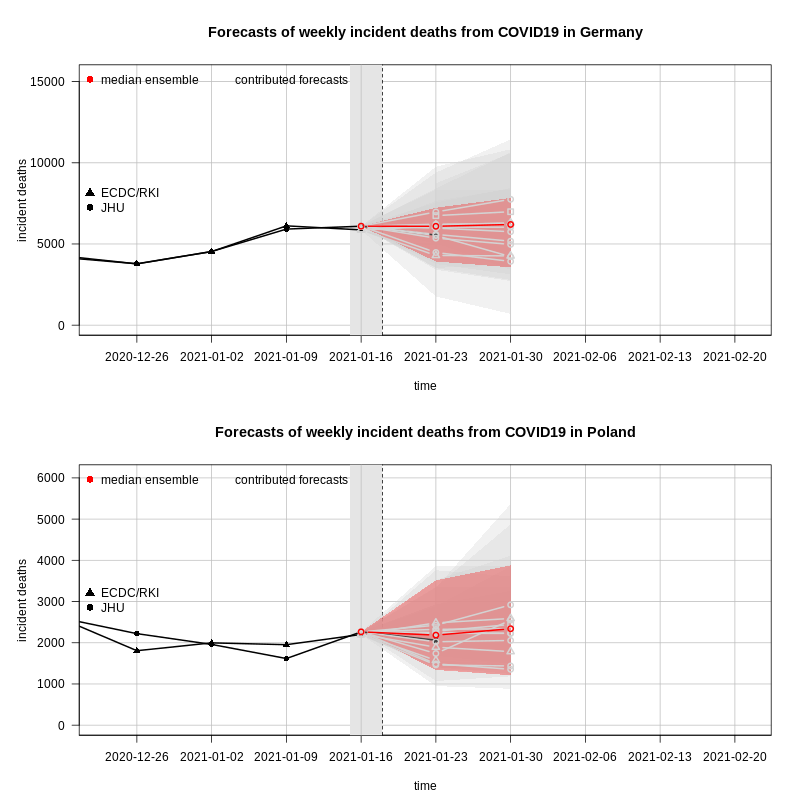 Forecasts of weekly incident deaths from COVID19 in Germany
median ensemble
contributed forecasts
ECDC/RKI
JHU
incident deaths
15000
10000
5000
0
2020-12-26 2021-01-02 2021-01-09 2021-01-16 2021-01-23 2021-01-30 2021-02-06 2021-02-13 2021-02-20
time
Forecasts of weekly incident deaths from COVID19 in Poland
median ensemble
contributed forecasts
ECDC/RKI
JHU
incident deaths
6000
5000
4000
3000
2000
1000
0
2020-12-26 2021-01-02 2021-01-09 2021-01-16 2021-01-23 2021-01-30 2021-02-06 2021-02-13 2021-02-20
time